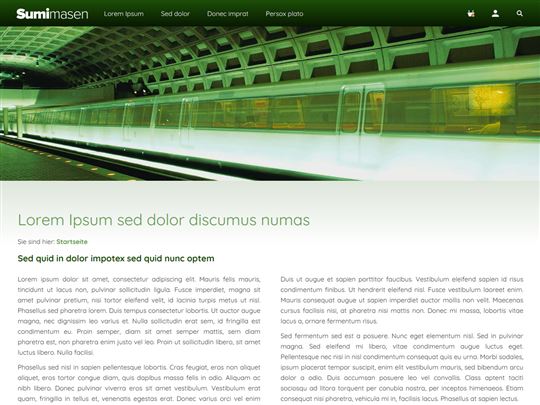 Sumimasen
Lorem Ipsum
Sed dolor
Donec imprat
Persox plato
Lorem Ipsum sed dolor discumus numas
Sie sind hier: Startseite
Sed quid in dolor impotex sed quid nunc optem
Lorem ipsum dolor sit amet, consectetur adipiscing elit. Mauris felis mauris,
tincidunt ut lacus non, pulvinar sollicitudin ligula. Fusce imperdiet, magna sit
amet pulvinar pretium, nisi tortor eleifend velit, id lacinia turpis metus ut nisl.
Phasellus sed pharetra erat. Duis tempus consectetur lobortis. Ut auctor augue
magna, nec dignissim leo varius et. Nulla sollicitudin erat sem, id fringilla est
condimentum eu. Proin semper, diam sit amet semper mattis, sem diam
pharetra est, non pharetra enim justo vel leo. Proin ut sollicitudin libero, sit amet
luctus libero. Nulla facilisi.
Phasellus sed nisl in sapien pellentesque lobortis. Cras feugiat, eros non aliquet
aliquet, eros tortor congue diam, quis dapibus massa felis in odio. Aliquam ac
nibh libero. Donec pulvinar viverra eros sit amet vestibulum. Vestibulum ante
quam, fringilla in tellus et, venenatis egestas erat. Donec varius orci vel enim
Duis ut augue et sapien porttitor faucibus. Vestibulum eleifend sapien id risus
condimentum finibus. Ut hendrerit eleifend nisl. Fusce vestibulum laoreet enim.
Mauris consequat augue ut sapien imperdiet auctor mollis non velit. Maecenas
cursus facilisis nisi, at pharetra nisl mattis non. Donec mi massa, lobortis vitae
lacus a, ornare fermentum risus.
Sed fermentum sed est a posuere. Nunc eget elementum nisl. Sed in pulvinar
magna. Sed eleifend mi libero, vitae condimentum augue luctus eget.
Pellentesque nec nisi in nisl condimentum consequat quis eu urna. Morbi sodales,
ipsum placerat tempor suscipit, enim elit vestibulum mauris, sed bibendum arcu
dolor a odio. Duis accumsan posuere leo vel convallis. Class aptent taciti
sociosqu ad litora torquent per conubia nostra, per inceptos himenaeos. Etiam
consequat nisi pharetra, vehicula mi in, facilisis lacus. Phasellus a sapien lectus.